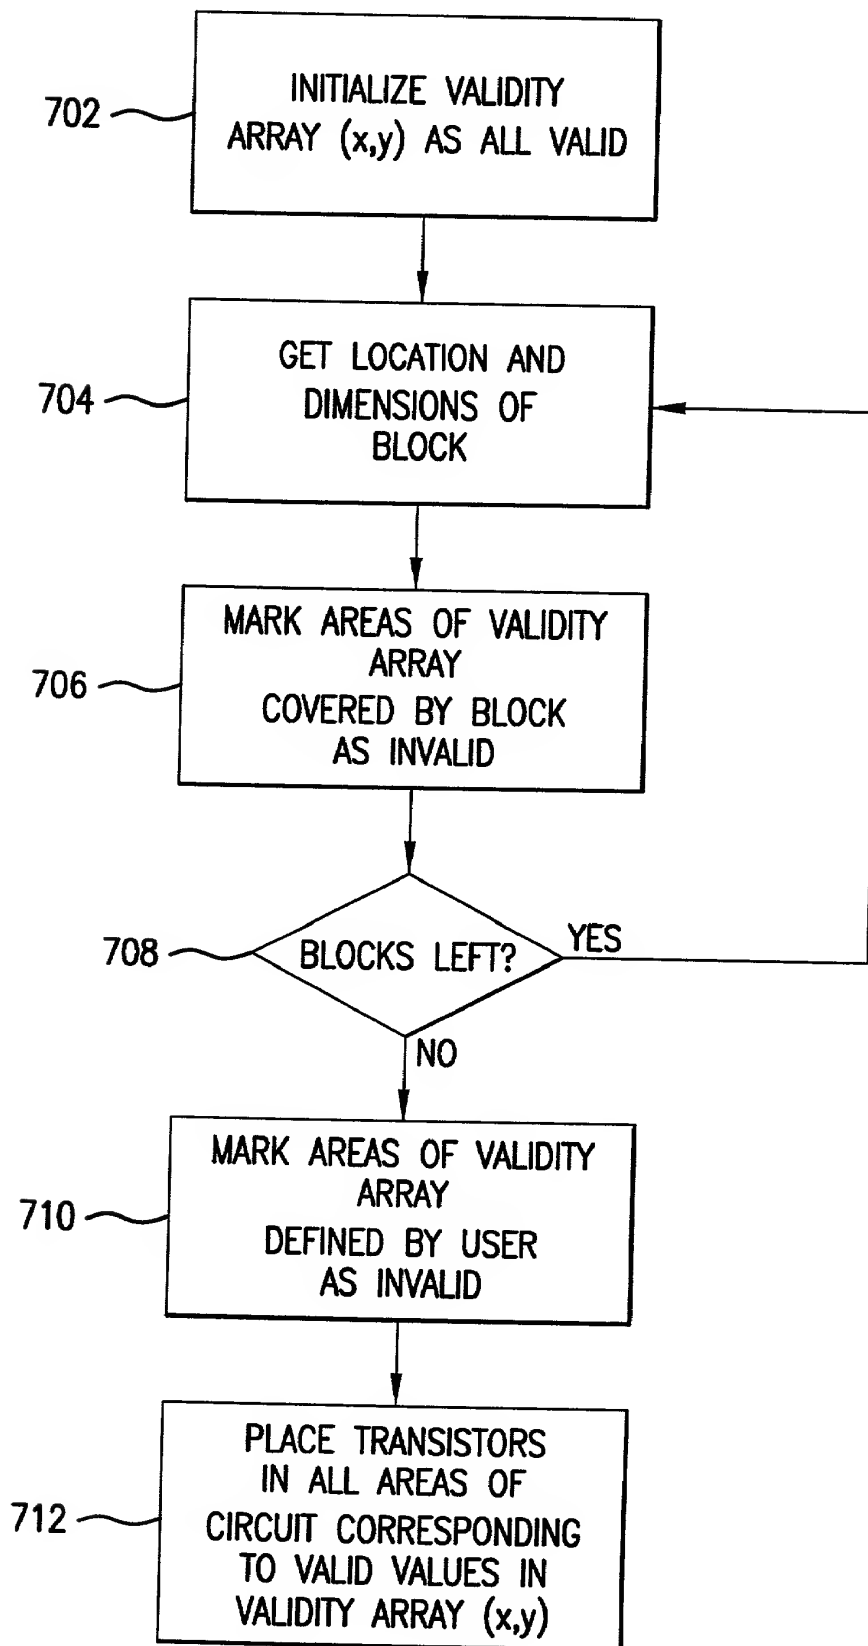 702
INITIALIZE VALIDITY
ARRAY (x,y) AS ALL VALID
704
GET LOCATION AND
DIMENSIONS OF
BLOCK
706
MARK AREAS OF VALIDITY
ARRAY
COVERED BY BLOCK
AS INVALID
708
BLOCKS LEFT?
YES
NO
710
MARK AREAS OF VALIDITY
ARRAY
DEFINED BY USER
AS INVALID
712
PLACE TRANSISTORS
IN ALL AREAS OF
CIRCUIT CORRESPONDING
TO VALID VALUES IN
VALIDITY ARRAY (x,y)